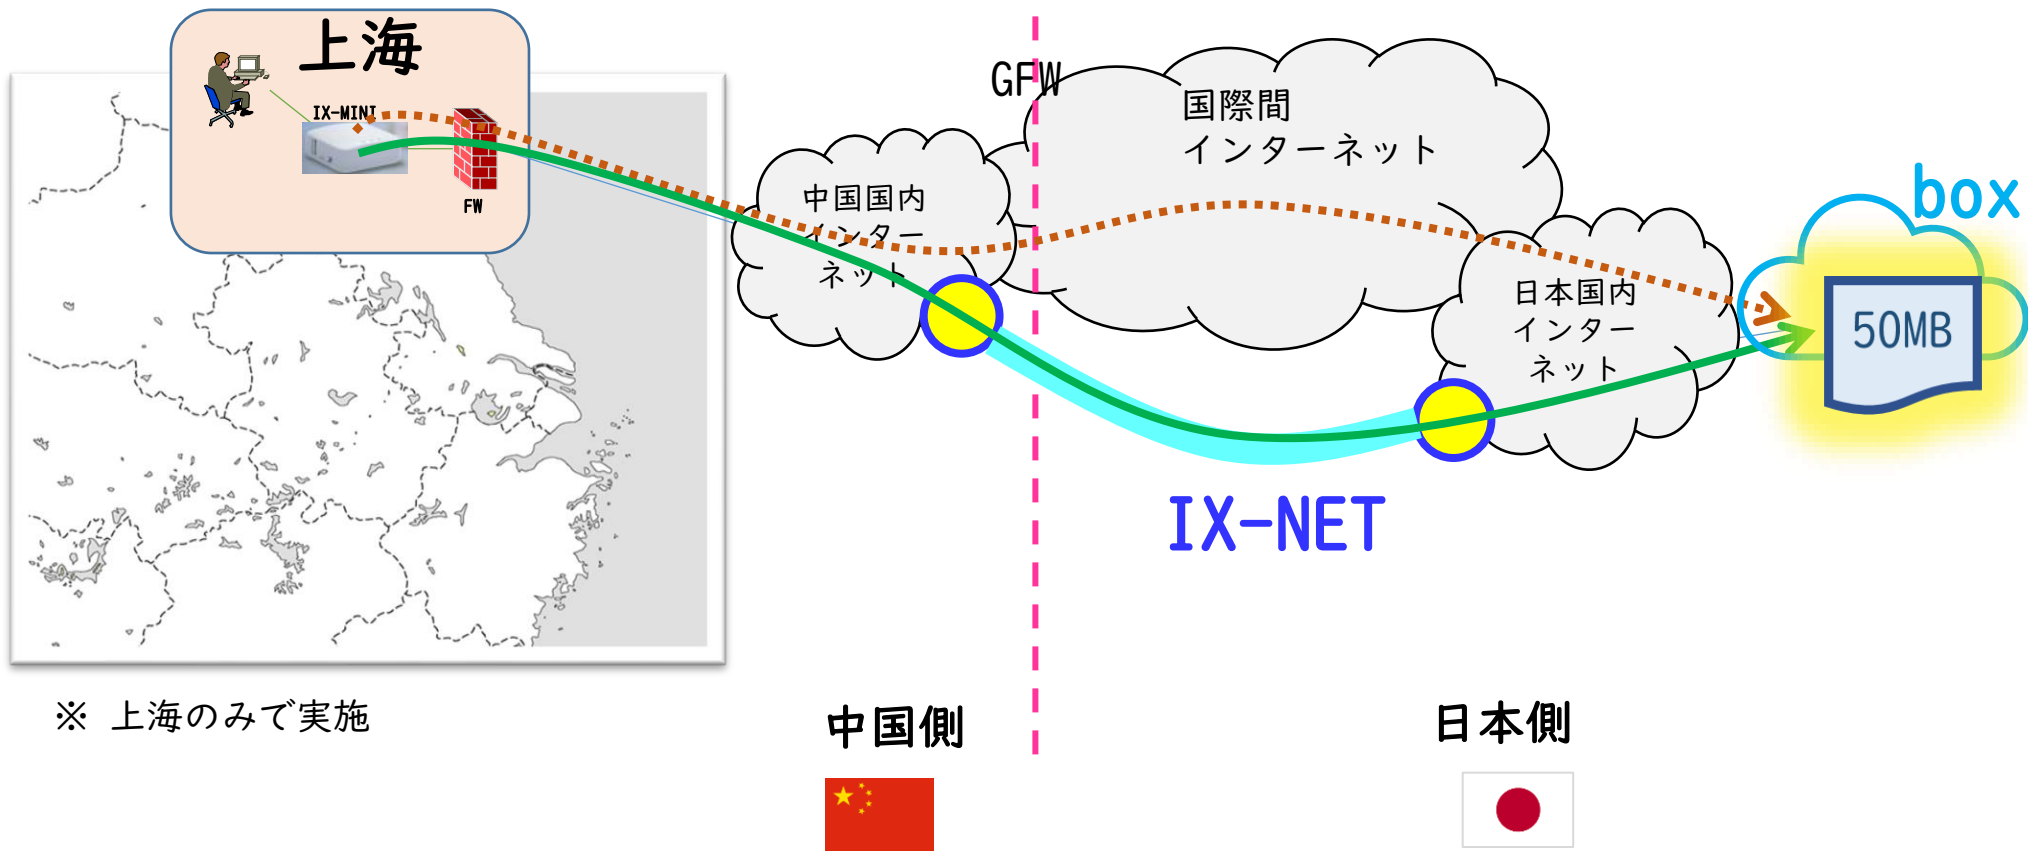 上海
IX-MINI
FW
GFW
国際間
インターネット
中国国内
インター
ネット
日本国内
インター
ネット
box
50MB
IX-NET
※ 上海のみで実施
中国側
日本側